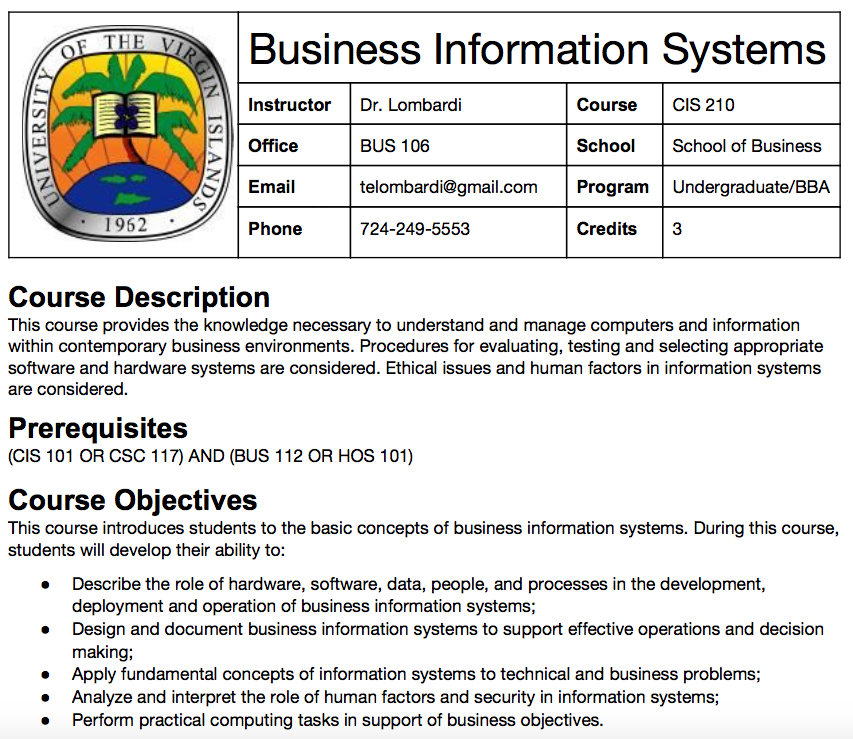 UNIVERSITY OF THE VIRGIN ISLANDS
· 1962 ·
Business Information Systems
Instructor Dr. Lombardi Course CIS 210
Office BUS 106 School School of Business
Email telombardi@gmail.com Program Undergraduate/BBA
Phone 724-249-5553 Credits 3
Course Description
This course provides the knowledge necessary to understand and manage computers and information
within contemporary business environments. Procedures for evaluating, testing and selecting appropriate
software and hardware systems are considered. Ethical issues and human factors in information systems
are considered.
Prerequisites
(CIS 101 OR CSC 117) AND (BUS 112 OR HOS 101)
Course Objectives
This course introduces students to the basic concepts of business information systems. During this course,
students will develop their ability to:
● Describe the role of hardware, software, data, people, and processes in the development,
deployment and operation of business information systems;
● Design and document business information systems to support effective operations and decision
making;
● Apply fundamental concepts of information systems to technical and business problems;
● Analyze and interpret the role of human factors and security in information systems;
● Perform practical computing tasks in support of business objectives.